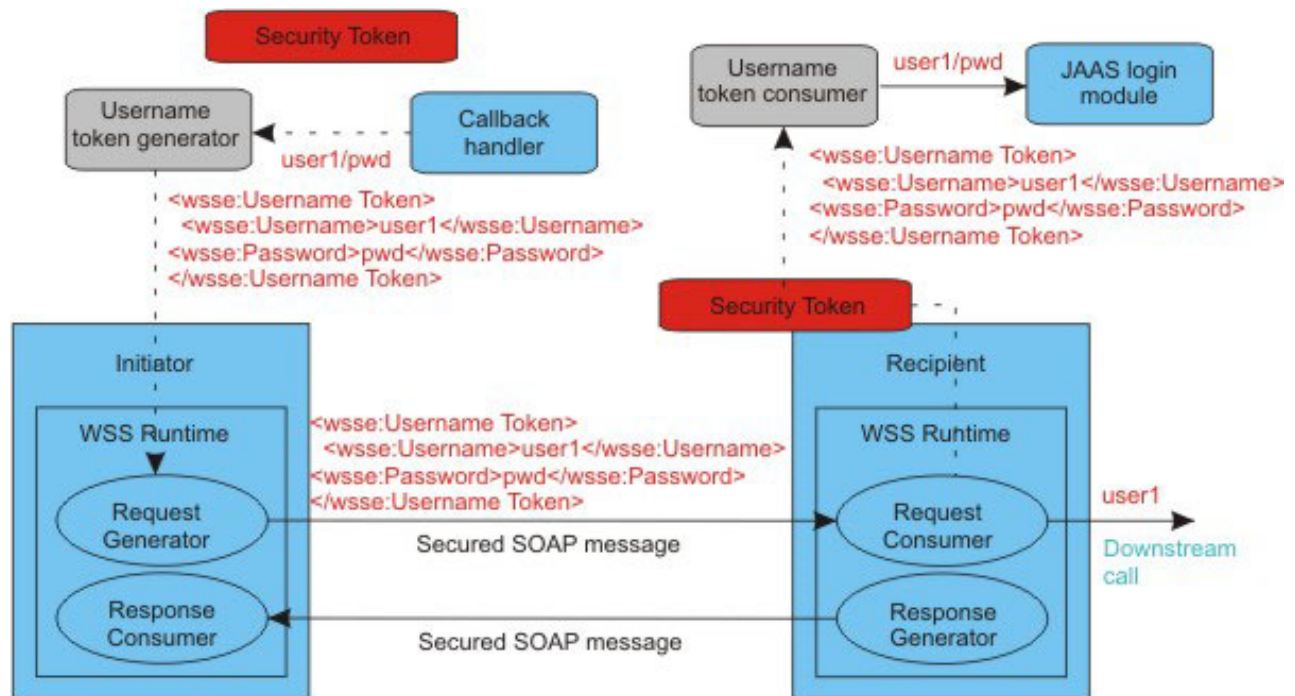 Security Token
Username
token generator
Callback
handler
user1/pwd
<wsse:Username Token>
<wsse:Username>user1</wsse:Username>
<wsse:Password>pwd</wsse:Password>
</wsse:Username Token>
Username
token consumer
user1/pwd
JAAS login
module
<wsse:Username Token>
<wsse:Username>user1</wsse:Username>
<wsse:Password>pwd</wsse:Password>
</wsse:Username Token>
Security Token
Initiator
WSS Runtime
Request
Generator
Response
Consumer
<wsse:Username Token>
<wsse:Username>user1</wsse:Username>
<wsse:Password>pwd</wsse:Password>
</wsse:Username Token>
Secured SOAP message
Secured SOAP message
Recipient
WSS Runtime
Request
Consumer
Response
Generator
user1
Downstream
call